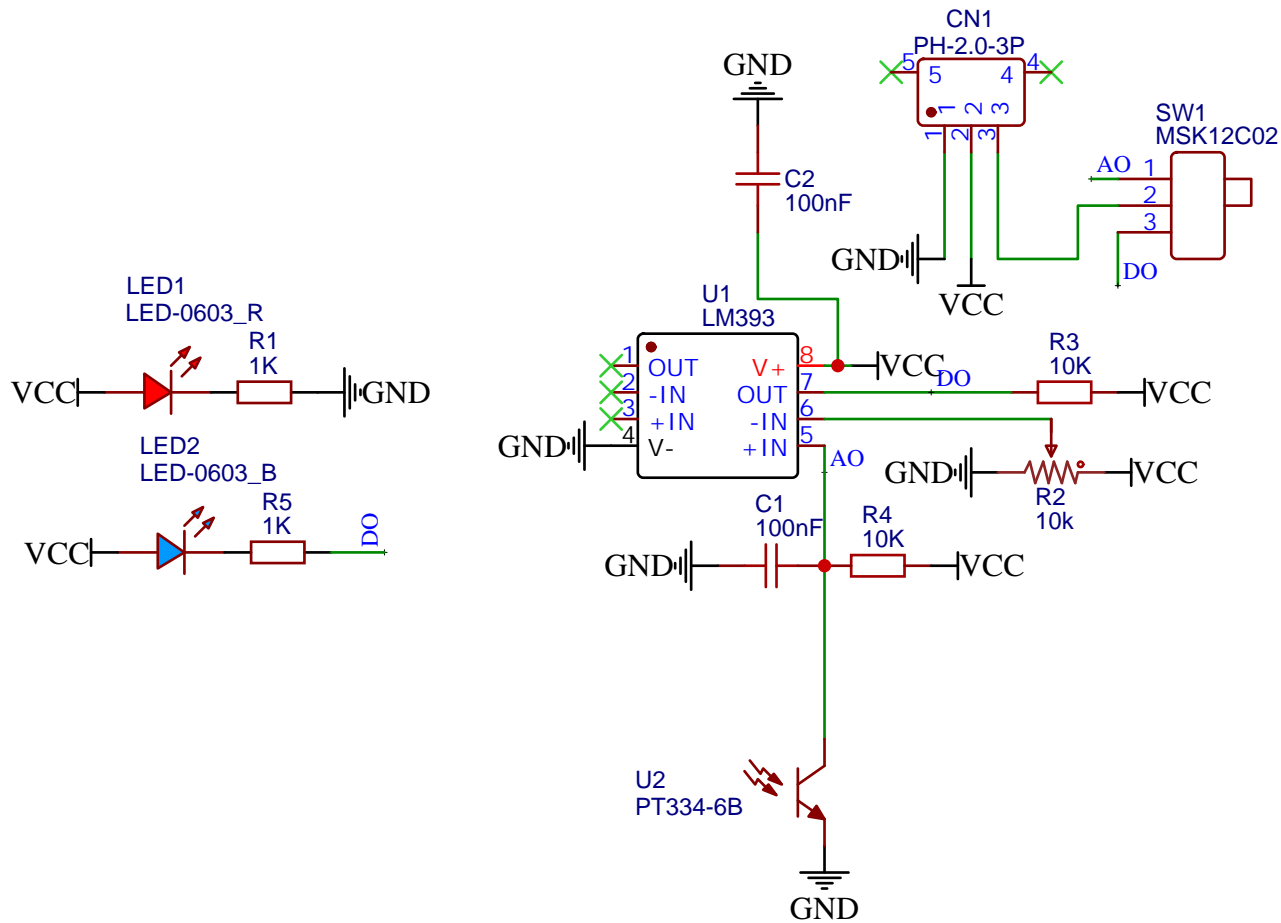 CN1
PH-2.0-3P
GND
5
5
4
4
1
2
3
1
2
3
SW1
MSK12C02
AO
1
2
3
DO
C2
100nF
GND
VCC
LED1
LED-0603_R
R1
1K
VCC
GND
U1
LM393
1
OUT
2
-IN
3
+IN
4
V-
GND
8
V+
7
OUT
6
-IN
5
+IN
VCC
DO
R3
10K
VCC
AO
GND
VCC
R2
10k
LED2
LED-0603_B
R5
1K
VCC
DO
C1
100nF
R4
10K
GND
VCC
U2
PT334-6B
GND